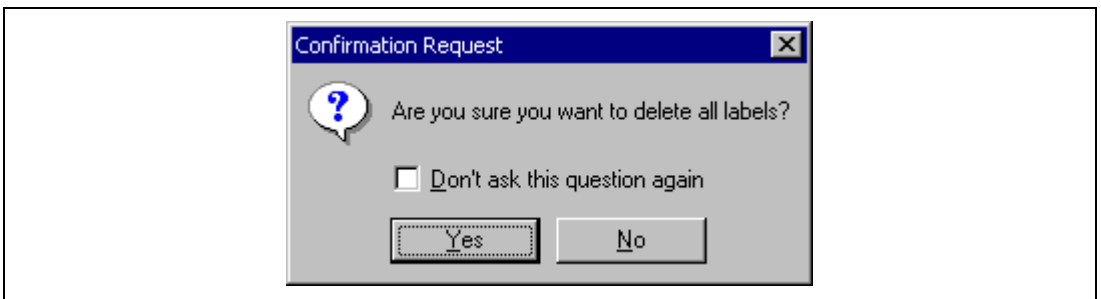 Confirmation Request
?
Are you sure you want to delete all labels?
Don't ask this question again
Yes No